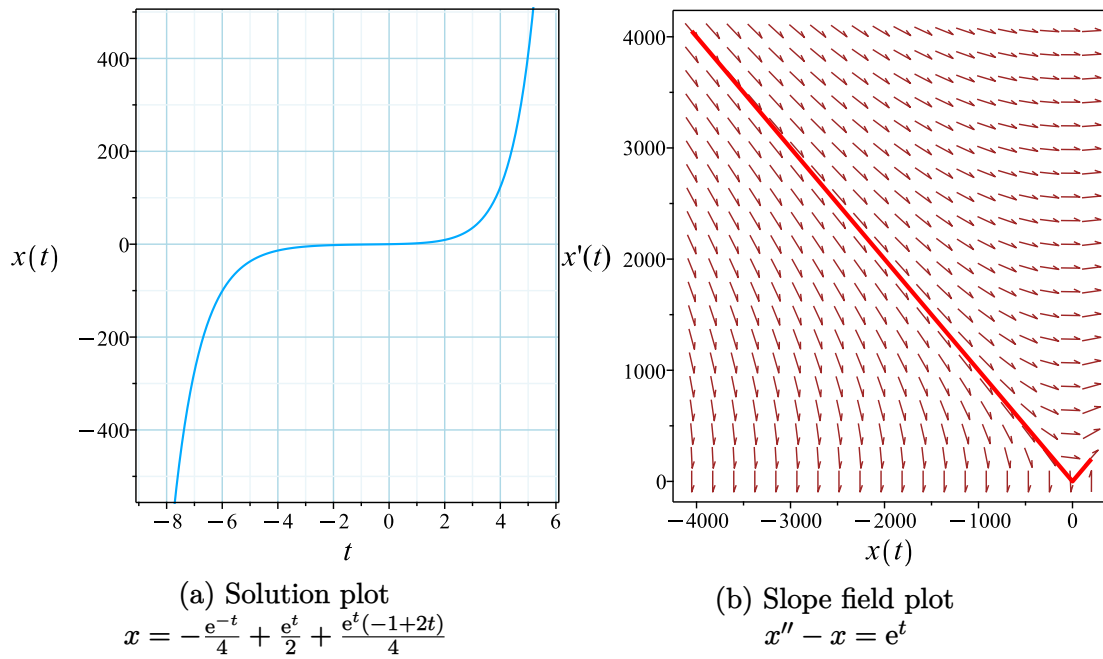 400
200
0
−200
−400
x(t)
−8 −6 −4 −2 0 2 4 6
t
(a) Solution plot
x = −e^{−t}/4 + e^t/2 + e^t(−1+2t)/4
4000
3000
2000
1000
0
x'(t)
−4000 −3000 −2000 −1000 0
x(t)
(b) Slope field plot
x″ − x = e^t